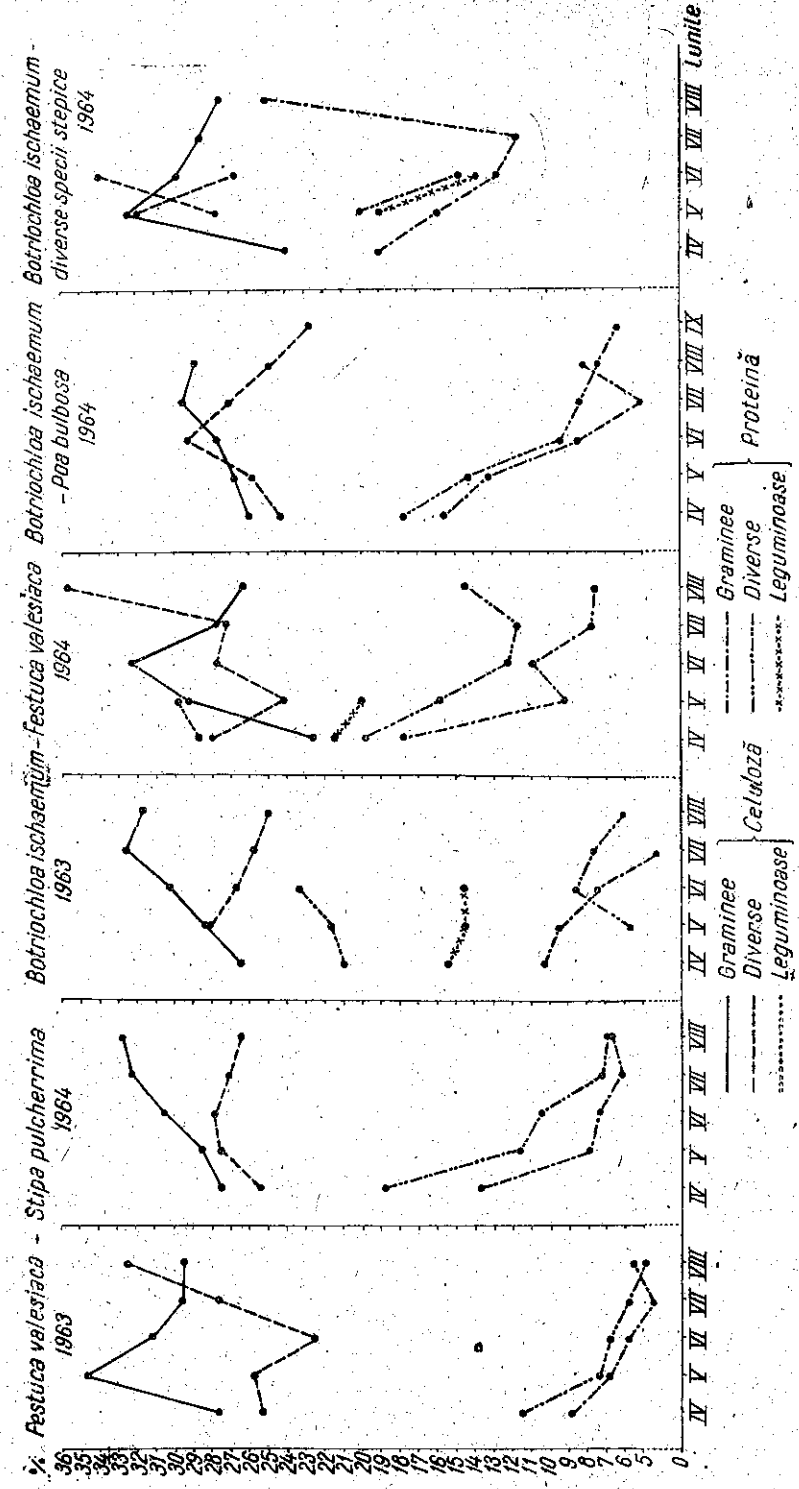 %
36
35
34
33
32
31
30
29
28
27
26
25
24
23
22
21
20
19
18
17
16
15
14
13
12
11
10
9
8
7
6
5
0
Festuca valesiaca - Stipa pulcherrima
1963
1964
Botriochloa ischaemum - Festuca valesiaca
1963
1964
Botriochloa ischaemum
- Poa bulbosa
1964
Botriochloa ischaemum -
diverse specii stepice
1964
IV V VI VII VIII
IV V VI VII VIII
IV V VI VII VIII
IV V VI VII VIII
IV V VI VII VIII IX
IV V VI VII VIII lunile
Graminee
Diverse
Leguminoase
Celuloză
Graminee
Diverse
Leguminoase
Proteină